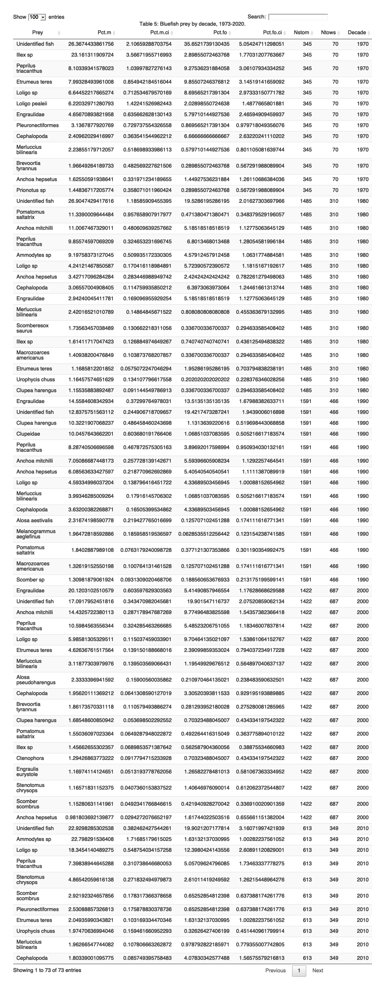 Show 100 entries Search:
Table 5: Bluefish prey by decade, 1973-2020.
Prey Pct.m Pct.m.ci Pct.fo Pct.fo.ci Nstom Ntows Decade
Unidentified fish 26.3674433861756 2.10659288703754 35.6521739130435 5.05424711298051 345 70 1970
Illex sp 23.161311909724 3.56671955716993 2.89855072463768 1.77031207763667 345 70 1970
Peprilus
triacanthus 8.10339341578023 1.03997827276143 9.27536231884058 3.06107934334252 345 70 1970
Etrumeus teres 7.99328493961008 0.854942184516044 9.85507246376812 3.14519141659092 345 70 1970
Loligo sp 6.64452217665274 0.712534679570169 8.69565217391304 2.97333150771782 345 70 1970
Loligo pealeii 6.22032971280793 1.42241526982443 2.02898550724638 1.4877665801881 345 70 1970
Engraulidae 4.65670893821958 0.635662628130143 5.79710144927536 2.46594909459937 345 70 1970
Pleuronectiformes 3.1367877920769 0.729737554326558 0.869565217391304 0.979718049356076 345 70 1970
Cephalopoda 2.40962029416997 0.363541544962212 6.66666666666667 2.63220241110202 345 70 1970
Merluccius
bilinearis 2.23855179712057 0.518698933986113 0.579710144927536 0.801105081639744 345 70 1970
Brevoortia
tyrannus 1.96649264189733 0.482569227621506 0.289855072463768 0.567291988089904 345 70 1970
Anchoa hepsetus 1.62550591938641 0.331971234189655 1.44927536231884 1.26110686384036 345 70 1970
Prionotus sp 1.44836717205774 0.358071011960424 0.289855072463768 0.567291988089904 345 70 1970
Unidentified fish 26.9047429417616 1.18585909455395 19.5286195286195 2.01627303697966 1485 310 1980
Pomatomus
saltatrix 11.3390009644484 0.957658907917977 0.471380471380471 0.348379529196057 1485 310 1980
Anchoa mitchilli 11.0067467329011 0.480609639257662 5.18518518518519 1.12775063645129 1485 310 1980
Peprilus
triacanthus 9.85574597069209 0.324653231696745 6.8013468013468 1.28054581996184 1485 310 1980
Ammodytes sp 9.19758373127045 0.509935172330305 4.57912457912458 1.0631774884581 1485 310 1980
Loligo sp 4.24121467850587 0.170416118984891 5.72390572390572 1.1815167192617 1485 310 1980
Anchoa hepsetus 3.42717096284284 0.283446988949742 2.42424242424242 0.782261279498063 1485 310 1980
Cephalopoda 3.06557004908405 0.114759935850212 6.3973063973064 1.24461661313744 1485 310 1980
Engraulidae 2.94240045411781 0.169096955929254 5.18518518518519 1.12775063645129 1485 310 1980
Merluccius
bilinearis 2.42016521010789 0.14864845671522 0.808080808080808 0.455363679132995 1485 310 1980
Scomberesox
saurus 1.73563457038489 0.130662218311056 0.336700336700337 0.294633585408402 1485 310 1980
Illex sp 1.61411717047423 0.126884974649267 0.740740740740741 0.436125494838322 1485 310 1980
Macrozoarces
americanus 1.40938200476849 0.103873768207857 0.336700336700337 0.294633585408402 1485 310 1980
Etrumeus teres 1.1685812201852 0.0575072247046294 1.95286195286195 0.703794838238191 1485 310 1980
Urophycis chuss 1.16457574651629 0.134107796617558 0.202020202020202 0.228376346028256 1485 310 1980
Clupea harengus 1.15535883892487 0.091144549786913 0.336700336700337 0.294633585408402 1485 310 1980
Engraulidae 14.5584608342934 0.37299764978031 13.5135135135135 1.67988382633711 1591 466 1990
Unidentified fish 12.8375751563112 0.244906718709657 19.4217473287241 1.9439006016898 1591 466 1990
Clupea harengus 10.3221907068237 0.486458460243698 1.1313639220616 0.519698443068858 1591 466 1990
Clupeidae 10.0457643662201 0.603680191766406 1.06851037083595 0.505216617183574 1591 466 1990
Peprilus
triacanthus 8.28740506696598 0.467872575305163 3.89692017598994 0.950934030132161 1591 466 1990
Anchoa mitchilli 7.05086687448173 0.257728139142671 5.59396605908234 1.1292257464541 1591 466 1990
Anchoa hepsetus 6.08563633427597 0.218770962692869 5.40540540540541 1.1111387089919 1591 466 1990
Loligo sp 4.59334996037204 0.138796416451722 4.33689503456945 1.00088152654962 1591 466 1990
Merluccius
bilinearis 3.99346285009264 0.17916145706302 1.06851037083595 0.505216617183574 1591 466 1990
Cephalopoda 3.63200382268871 0.16505399534862 4.33689503456945 1.00088152654962 1591 466 1990
Alosa aestivalis 2.31674198590778 0.219427765016699 0.125707102451288 0.174111616771341 1591 466 1990
Melanogrammus
aeglefinus 1.96472818592886 0.185958519536597 0.0628535512256442 0.123154238741585 1591 466 1990
Pomatomus
saltatrix 1.8402887989108 0.0763179240098728 0.377121307353866 0.301190354992475 1591 466 1990
Macrozoarces
americanus 1.32619152550198 0.100764131461528 0.125707102451288 0.174111616771341 1591 466 1990
Scomber sp 1.30981879061924 0.0931309020468706 0.188560653676933 0.213175199599141 1591 466 1990
Engraulidae 20.1203102510579 0.603597629303563 5.41490857946554 1.17628668629588 1422 687 2000
Unidentified fish 17.0917952451816 0.343470982045681 19.901547116737 2.07520859062134 1422 687 2000
Anchoa mitchilli 14.4325722380113 0.287178947687269 9.77496483825598 1.54357382366418 1422 687 2000
Peprilus
triacanthus 10.5984563556344 0.324285463266685 5.48523206751055 1.18346007837814 1422 687 2000
Loligo sp 5.98581305329511 0.115037459033901 9.70464135021097 1.53861064152767 1422 687 2000
Etrumeus teres 4.62636761517564 0.139150188668016 2.39099859353024 0.794037234917228 1422 687 2000
Merluccius
bilinearis 3.11877303979976 0.139503569066431 1.19549929676512 0.564897040637137 1422 687 2000
Alosa
pseudoharengus 2.3333396941592 0.15900560035862 0.210970464135021 0.238483590632501 1422 687 2000
Cephalopoda 1.95620111369212 0.0641308590127019 3.30520393811533 0.929195193889885 1422 687 2000
Brevoortia
tyrannus 1.86173570331118 0.110579493886274 0.281293952180028 0.275280081285965 1422 687 2000
Clupea harengus 1.68548600850942 0.053698502292552 0.70323488045007 0.434334197542322 1422 687 2000
Pomatomus
saltatrix 1.55036097023364 0.0649287948022872 0.492264416315049 0.363775894010122 1422 687 2000
Illex sp 1.45662655302357 0.0689853571387642 0.562587904360056 0.38875534660983 1422 687 2000
Ctenophora 1.29426863773222 0.0917794715233928 0.70323488045007 0.434334197542322 1422 687 2000
Engraulis
eurystole 1.16974114124651 0.0513193778762056 1.26582278481013 0.581067363334952 1422 687 2000
Stenotomus
chrysops 1.16571831152375 0.0407360153837522 1.40646976090014 0.612062372544807 1422 687 2000
Scomber
scombrus 1.15280631141961 0.0492341766846615 0.421940928270042 0.336910020901359 1422 687 2000
Anchoa hepsetus 0.981803692139877 0.0294272076652197 1.61744022503516 0.655661151382004 1422 687 2000
Unidentified fish 22.9298285302538 0.382462427544261 19.9021207177814 3.16071997421939 613 349 2010
Ammodytes sp 22.798291536408 1.71685179615025 1.63132137030995 1.00282237561052 613 349 2010
Loligo sp 18.3454140489275 0.548754034157258 12.3980424143556 2.60891120829001 613 349 2010
Peprilus
triacanthus 7.39838944645288 0.310738646680053 5.05709624796085 1.73463337778275 613 349 2010
Stenotomus
chrysops 4.86542059616138 0.271832494979873 2.61011419249592 1.26215448964276 613 349 2010
Scomber
scombrus 2.92192324657856 0.178317366378658 0.65252854812398 0.637388174261776 613 349 2010
Pleuronectiformes 2.53088857326813 0.175878830378736 0.65252854812398 0.637388174261776 613 349 2010
Etrumeus teres 2.04935990343821 0.103169334470346 1.63132137030995 1.00282237561052 613 349 2010
Urophycis chuss 1.97470636994046 0.159461660952293 0.32626427406199 0.451440961799914 613 349 2010
Merluccius
bilinearis 1.96266547744082 0.107806663262872 0.978792822185971 0.779355007742805 613 349 2010
Cephalopoda 1.80339001095775 0.085749395758483 4.07830342577488 1.56575579216813 613 349 2010
Showing 1 to 73 of 73 entries Previous 1 Next